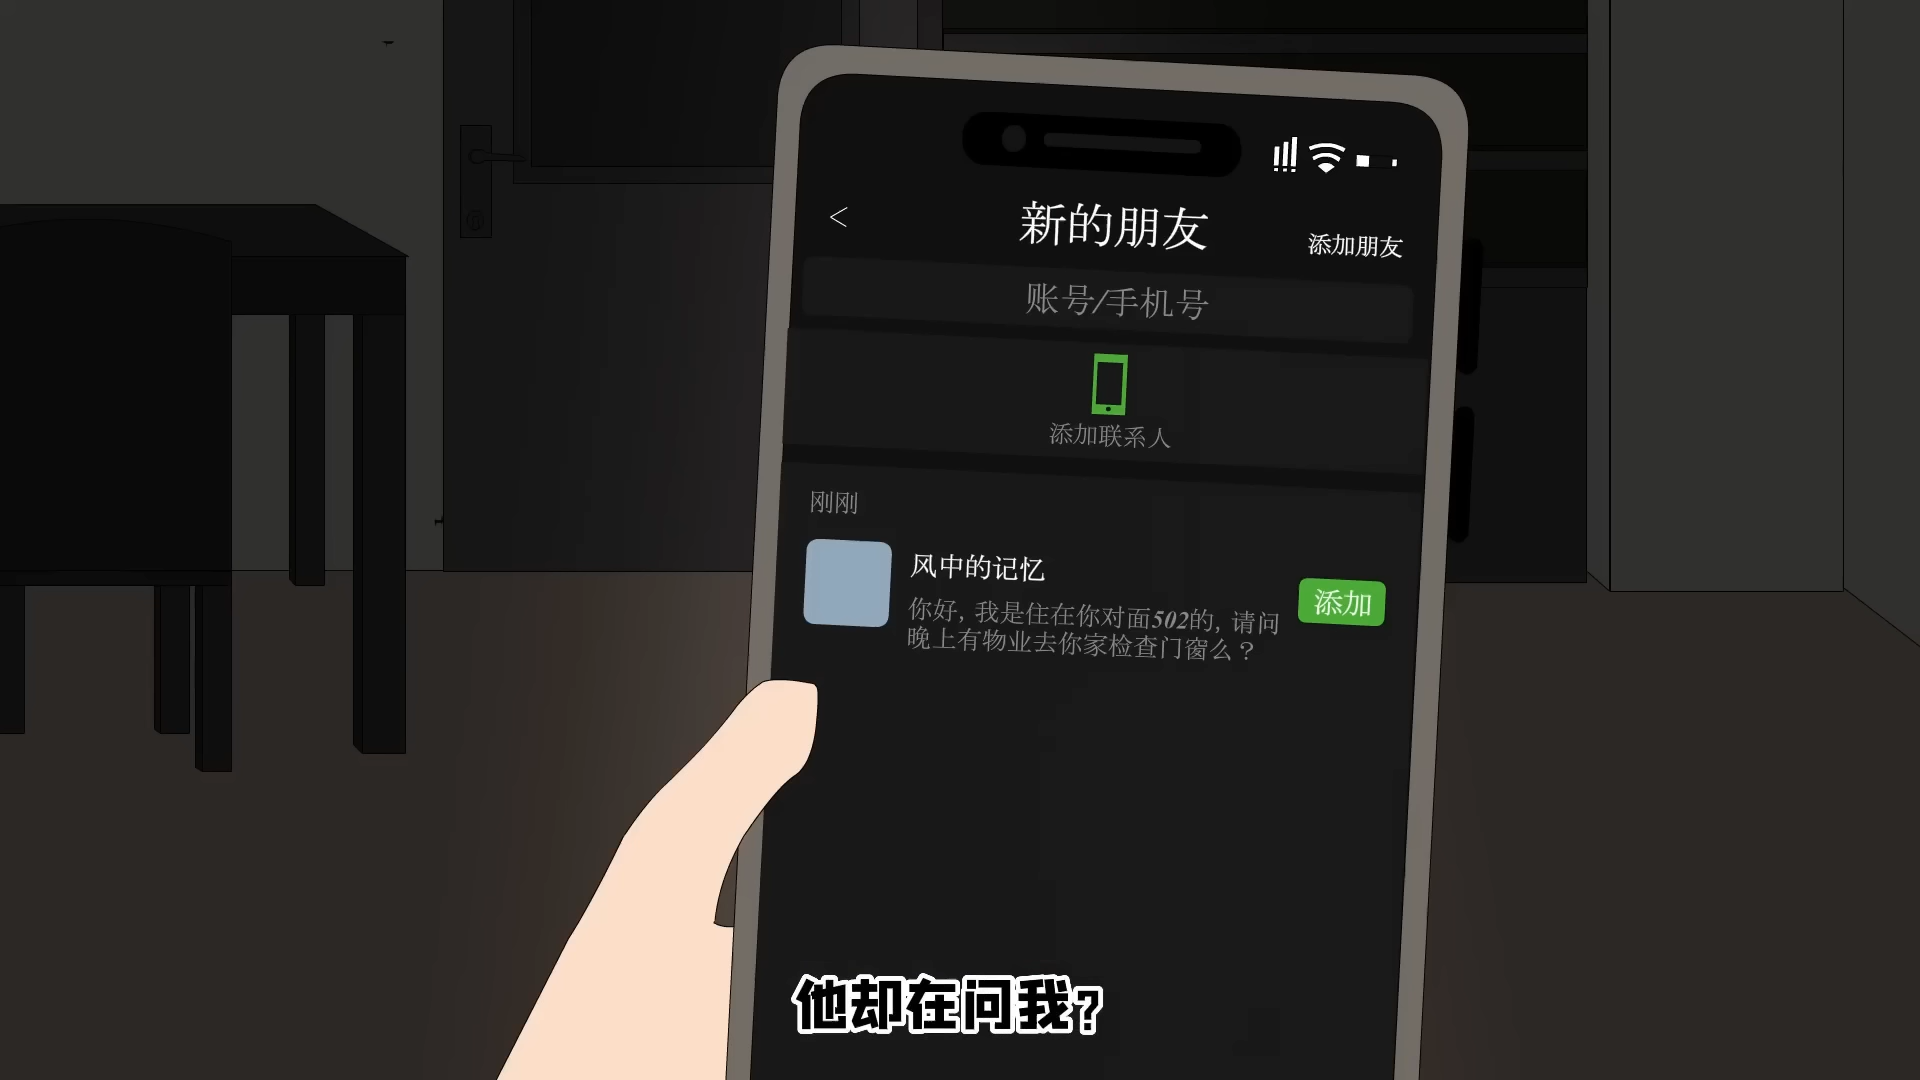 新的朋友
添加朋友
账号/手机号
添加联系人
刚刚
风中的记忆
你好, 我是住在你对面502的, 请问
晚上有物业去你家检查门窗么？
添加
他却在问我?